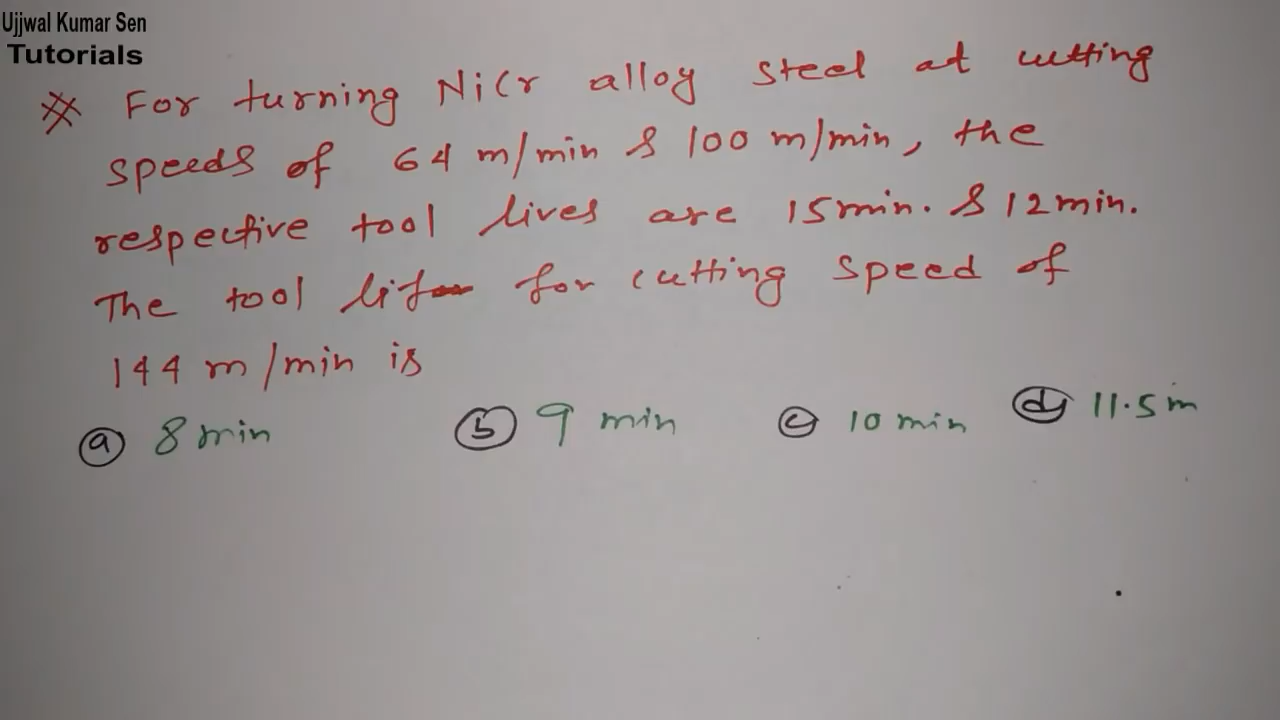 Ujjwal Kumar Sen
Tutorials
※ For turning NiCr alloy steel at cutting
speeds of 64 m/min & 100 m/min, the
respective tool lives are 15min. & 12min.
The tool life for cutting speed of
144 m/min is
(a) 8 min (b) 9 min (c) 10 min (d) 11.5 m